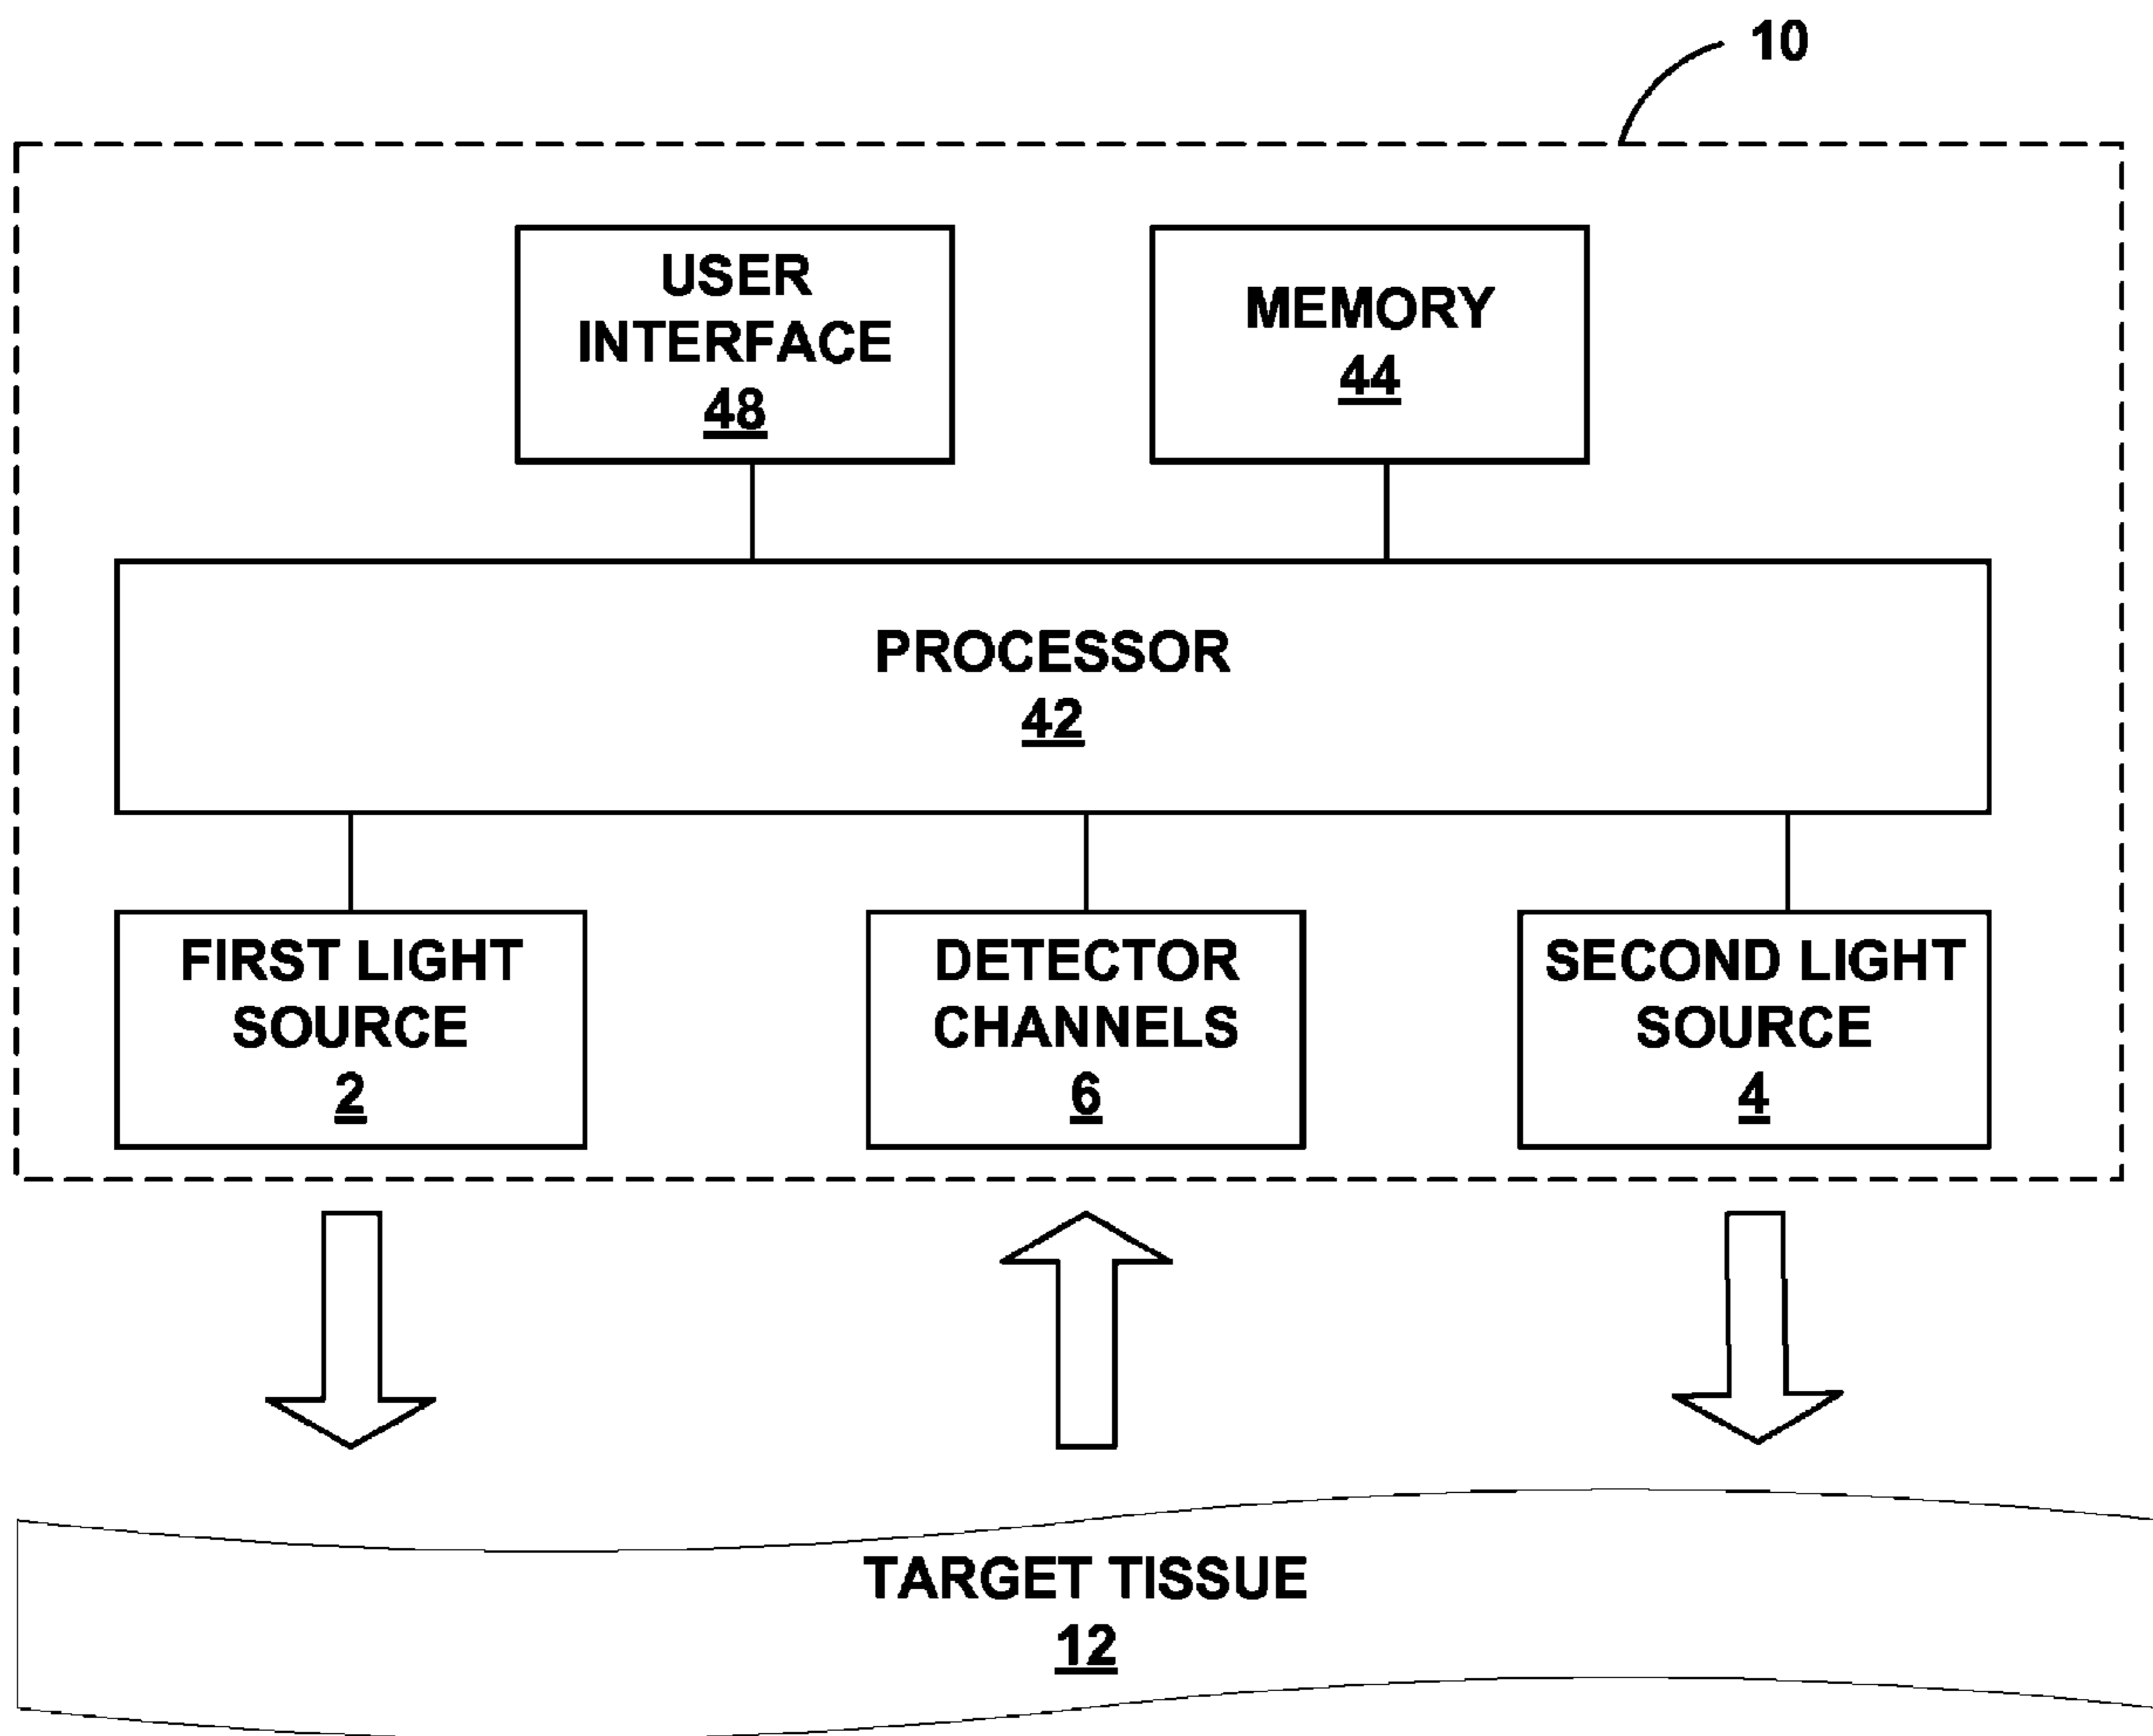 10
USER
INTERFACE
48
MEMORY
44
PROCESSOR
42
FIRST LIGHT
SOURCE
2
DETECTOR
CHANNELS
6
SECOND LIGHT
SOURCE
4
TARGET TISSUE
12